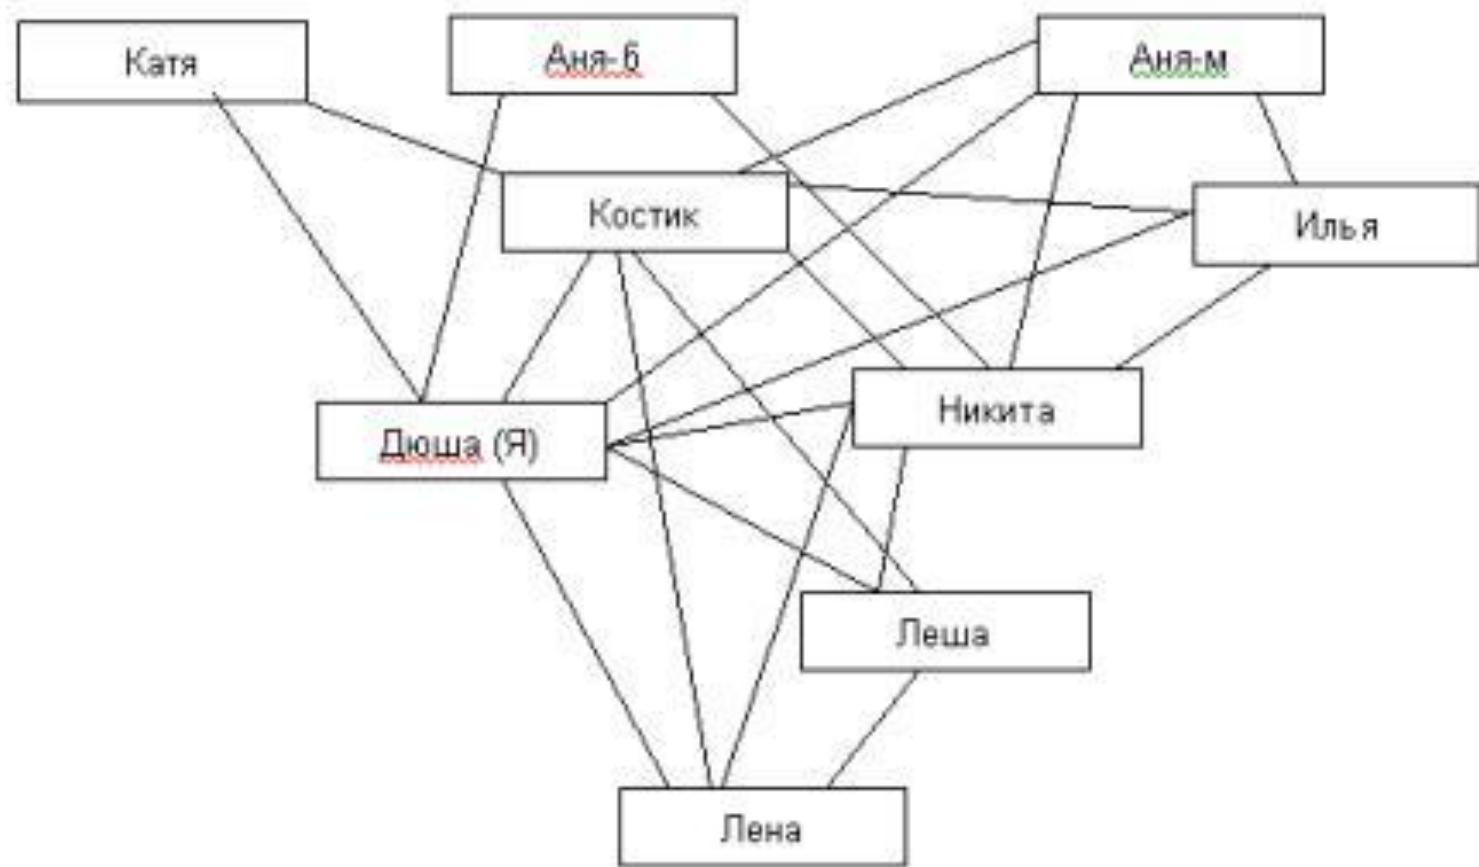 Катя
Аня-б
Аня-м
Костик
Илья
Дюша (Я)
Никита
Леша
Лена